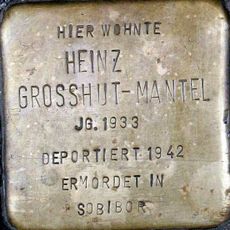 HIER WOHNTE
HEINZ
GROSSHUT-MANTEL
JG. 1933
DEPORTIERT 1942
ERMORDET IN
SOBIBOR